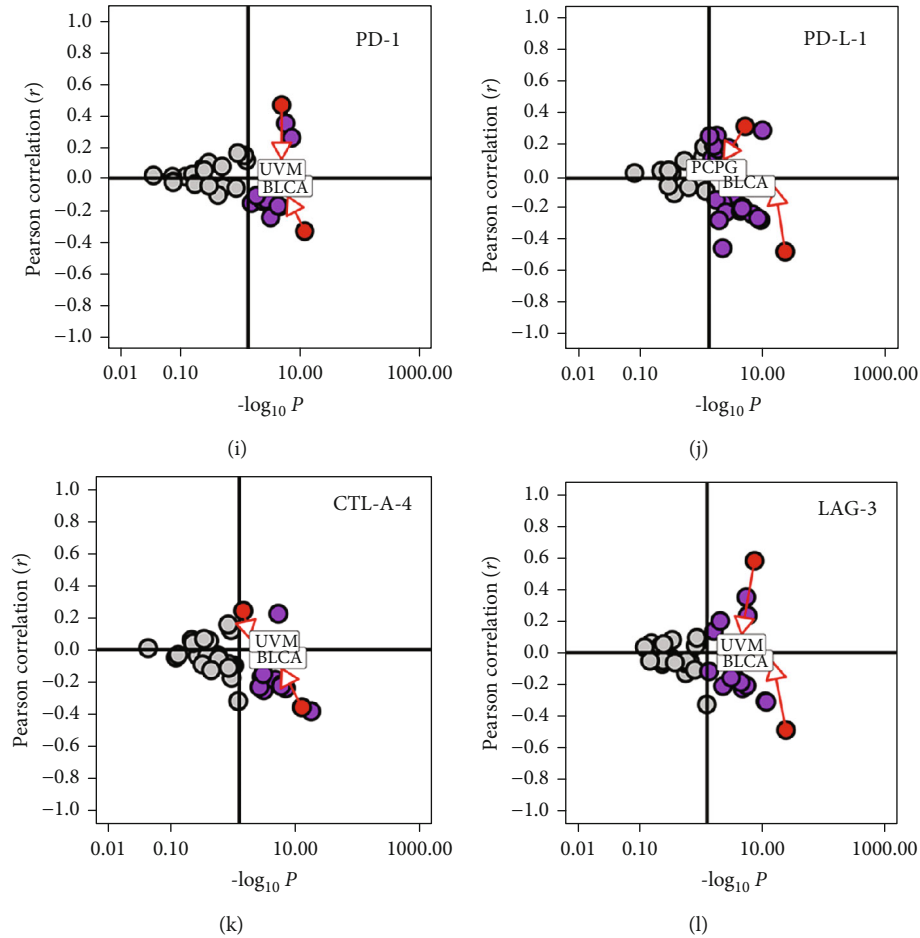 PD-1
Pearson correlation (r)
1.0
0.8
0.6
0.4
0.2
0.0
−0.2
−0.4
−0.6
−0.8
−1.0
UVM
BLCA
0.01 0.10 10.00 1000.00
-log10 P
(i)
PD-L-1
Pearson correlation (r)
1.0
0.8
0.6
0.4
0.2
0.0
−0.2
−0.4
−0.6
−0.8
−1.0
PCPG
BLCA
0.01 0.10 10.00 1000.00
-log10 P
(j)
CTL-A-4
Pearson correlation (r)
1.0
0.8
0.6
0.4
0.2
0.0
−0.2
−0.4
−0.6
−0.8
−1.0
UVM
BLCA
0.01 0.10 10.00 1000.00
-log10 P
(k)
LAG-3
Pearson correlation (r)
1.0
0.8
0.6
0.4
0.2
0.0
−0.2
−0.4
−0.6
−0.8
−1.0
UVM
BLCA
0.01 0.10 10.00 1000.00
-log10 P
(l)